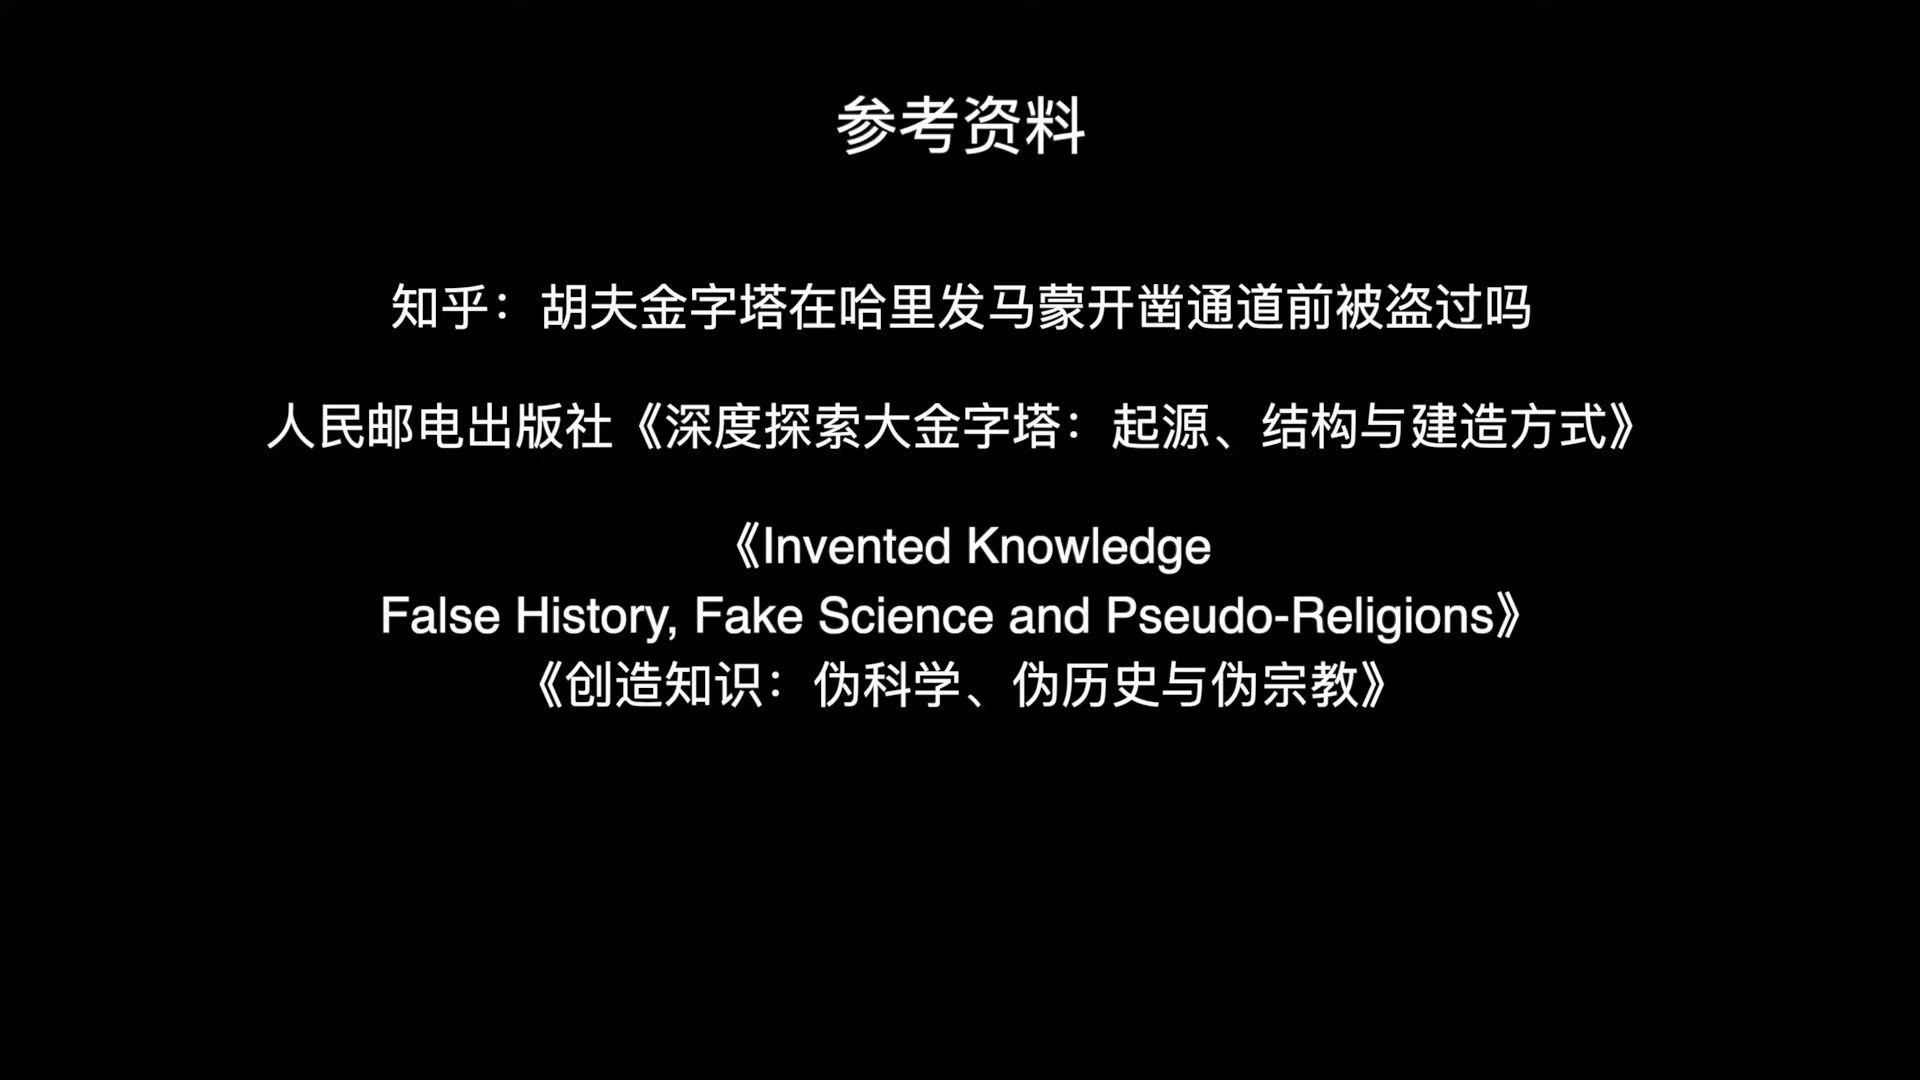 参考资料
知乎：胡夫金字塔在哈里发马蒙开凿通道前被盗过吗
人民邮电出版社《深度探索大金字塔：起源、结构与建造方式》
《Invented Knowledge
False History, Fake Science and Pseudo-Religions》
《创造知识：伪科学、伪历史与伪宗教》